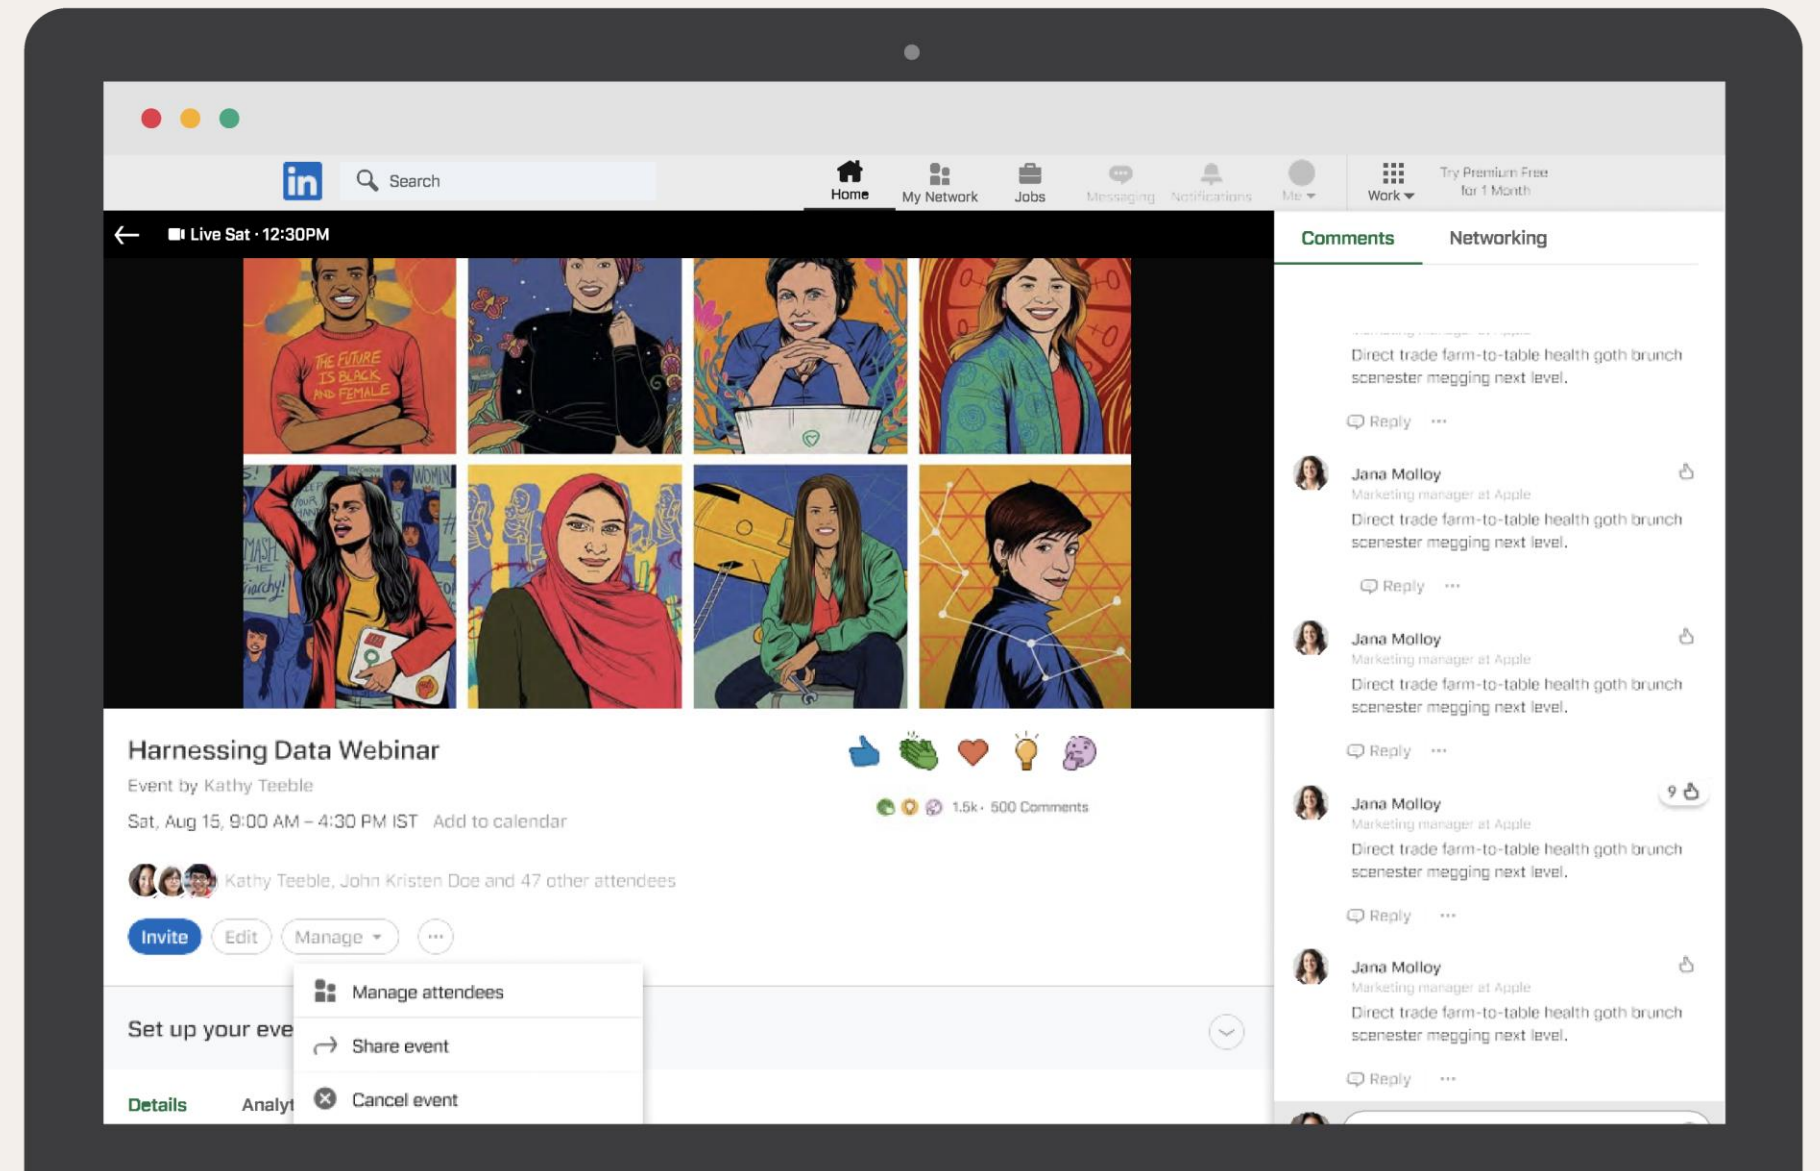 in
Search
Home
My Network
Jobs
Messaging
Notifications
Me
Work
Try Premium Free
for 1 Month
Live Sat · 12:30PM
THE FUTURE
IS BLACK
AND FEMALE
WOMEN
YOUR
MASH
THE
Harnessing Data Webinar
Event by Kathy Teeble
Sat, Aug 15, 9:00 AM – 4:30 PM IST Add to calendar
1.5k · 500 Comments
Kathy Teeble, John Kristen Doe and 47 other attendees
Invite
Edit
Manage
Manage attendees
Share event
Cancel event
Set up your eve
Details
Analyt
Comments
Networking
Direct trade farm-to-table health goth brunch
scenester megging next level.
Reply
Jana Molloy
Marketing manager at Apple
Direct trade farm-to-table health goth brunch
scenester megging next level.
Reply
Jana Molloy
Marketing manager at Apple
Direct trade farm-to-table health goth brunch
scenester megging next level.
Reply
Jana Molloy
9
Marketing manager at Apple
Direct trade farm-to-table health goth brunch
scenester megging next level.
Reply
Jana Molloy
Marketing manager at Apple
Direct trade farm-to-table health goth brunch
scenester megging next level.
Reply